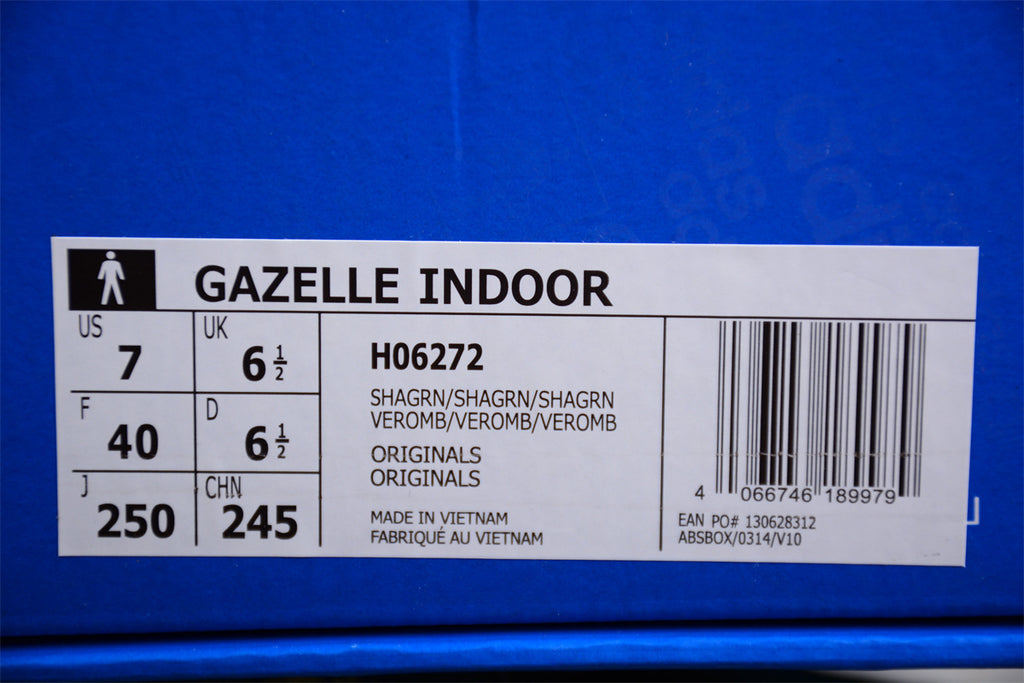 GAZELLE INDOOR
US
7
UK
6 1/2
F
40
D
6 1/2
J
250
CHN
245
H06272
SHAGRN/SHAGRN/SHAGRN
VEROMB/VEROMB/VEROMB
ORIGINALS
ORIGINALS
MADE IN VIETNAM
FABRIQUÉ AU VIETNAM
4 066746 189979
EAN PO# 130628312
ABSBOX/0314/V10